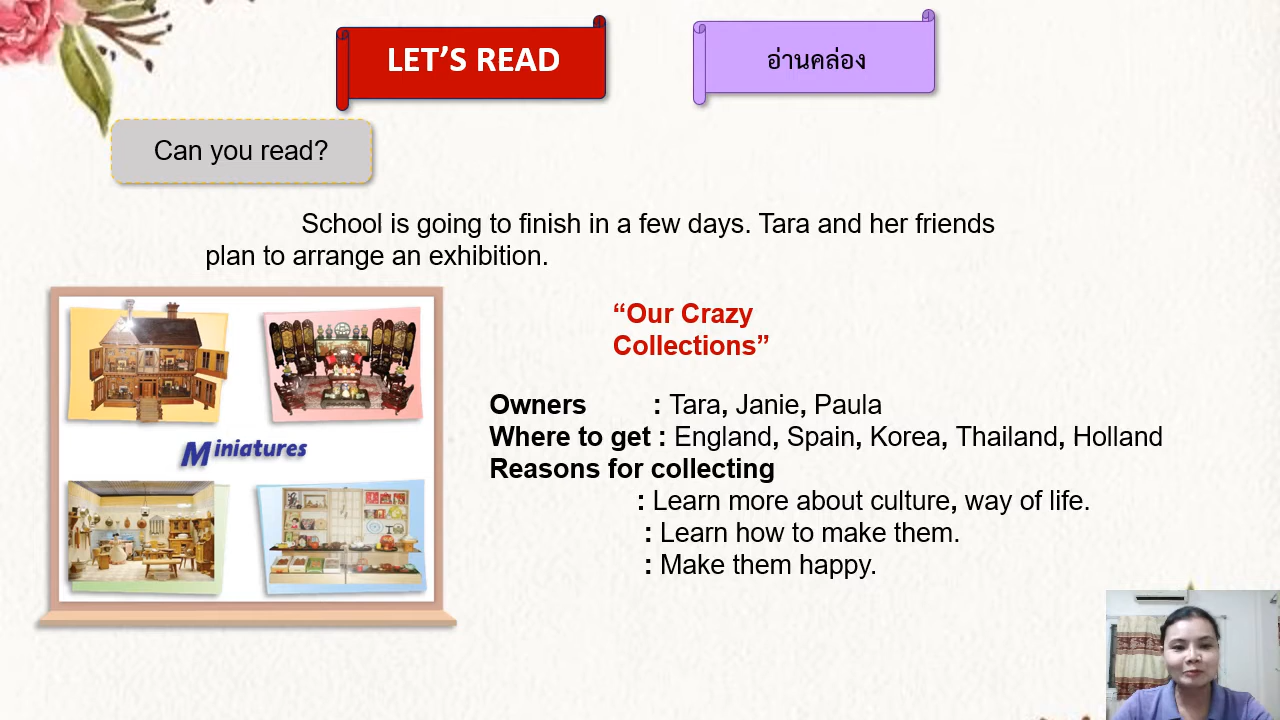 LET’S READ
อ่านคล่อง
Can you read?
School is going to finish in a few days. Tara and her friends
plan to arrange an exhibition.
“Our Crazy
Collections”
Miniatures
Owners : Tara, Janie, Paula
Where to get : England, Spain, Korea, Thailand, Holland
Reasons for collecting
: Learn more about culture, way of life.
: Learn how to make them.
: Make them happy.